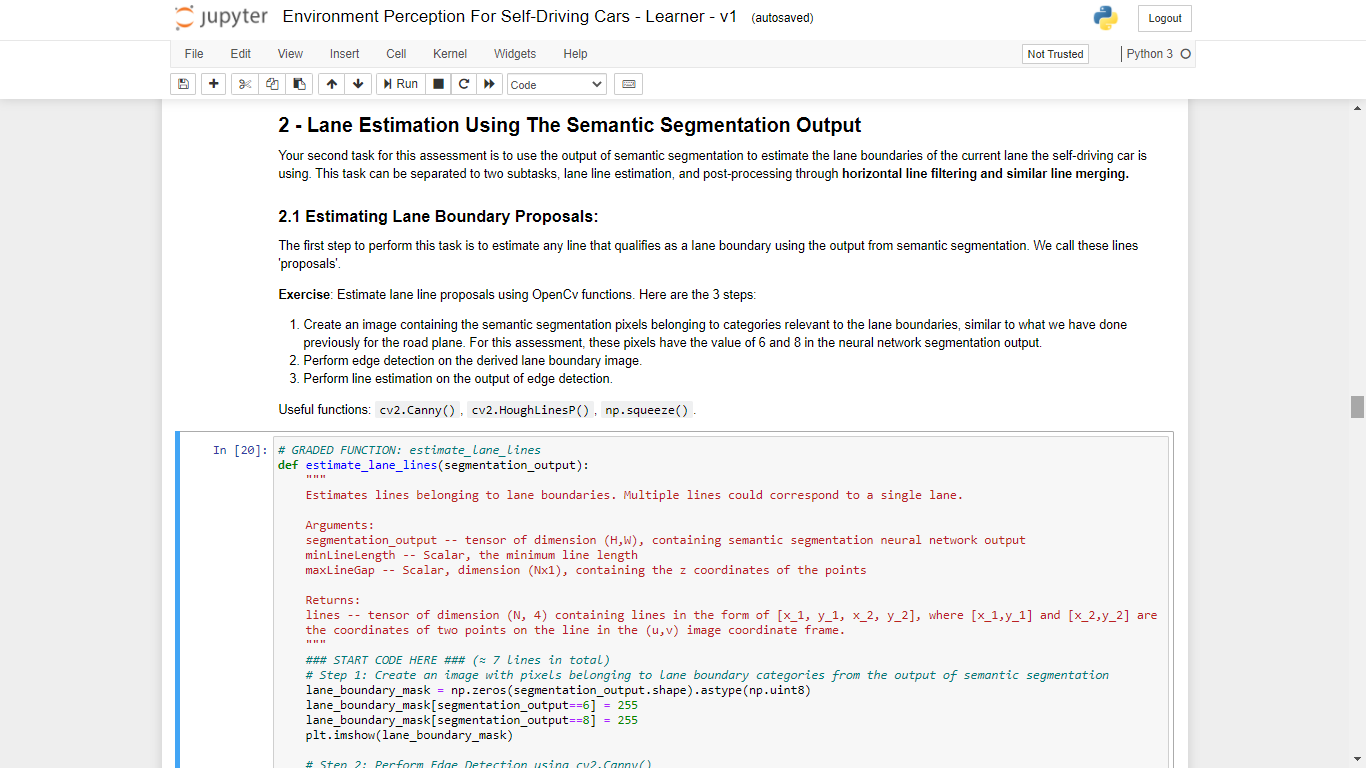 jupyter Environment Perception For Self-Driving Cars - Learner - v1 (autosaved) Logout
File Edit View Insert Cell Kernel Widgets Help Not Trusted Python 3
Run Code
2 - Lane Estimation Using The Semantic Segmentation Output
Your second task for this assessment is to use the output of semantic segmentation to estimate the lane boundaries of the current lane the self-driving car is
using. This task can be separated to two subtasks, lane line estimation, and post-processing through horizontal line filtering and similar line merging.
2.1 Estimating Lane Boundary Proposals:
The first step to perform this task is to estimate any line that qualifies as a lane boundary using the output from semantic segmentation. We call these lines
'proposals'.
Exercise: Estimate lane line proposals using OpenCv functions. Here are the 3 steps:
1. Create an image containing the semantic segmentation pixels belonging to categories relevant to the lane boundaries, similar to what we have done
previously for the road plane. For this assessment, these pixels have the value of 6 and 8 in the neural network segmentation output.
2. Perform edge detection on the derived lane boundary image.
3. Perform line estimation on the output of edge detection.
Useful functions: cv2.Canny(), cv2.HoughLinesP(), np.squeeze().
In [20]: # GRADED FUNCTION: estimate_lane_lines
def estimate_lane_lines(segmentation_output):
"""
Estimates lines belonging to lane boundaries. Multiple lines could correspond to a single lane.
Arguments:
segmentation_output -- tensor of dimension (H,W), containing semantic segmentation neural network output
minLineLength -- Scalar, the minimum line length
maxLineGap -- Scalar, dimension (Nx1), containing the z coordinates of the points
Returns:
lines -- tensor of dimension (N, 4) containing lines in the form of [x_1, y_1, x_2, y_2], where [x_1,y_1] and [x_2,y_2] are
the coordinates of two points on the line in the (u,v) image coordinate frame.
"""
### START CODE HERE ### (≈ 7 lines in total)
# Step 1: Create an image with pixels belonging to lane boundary categories from the output of semantic segmentation
lane_boundary_mask = np.zeros(segmentation_output.shape).astype(np.uint8)
lane_boundary_mask[segmentation_output==6] = 255
lane_boundary_mask[segmentation_output==8] = 255
plt.imshow(lane_boundary_mask)
# Step 2: Perform Edge Detection using cv2.Canny()